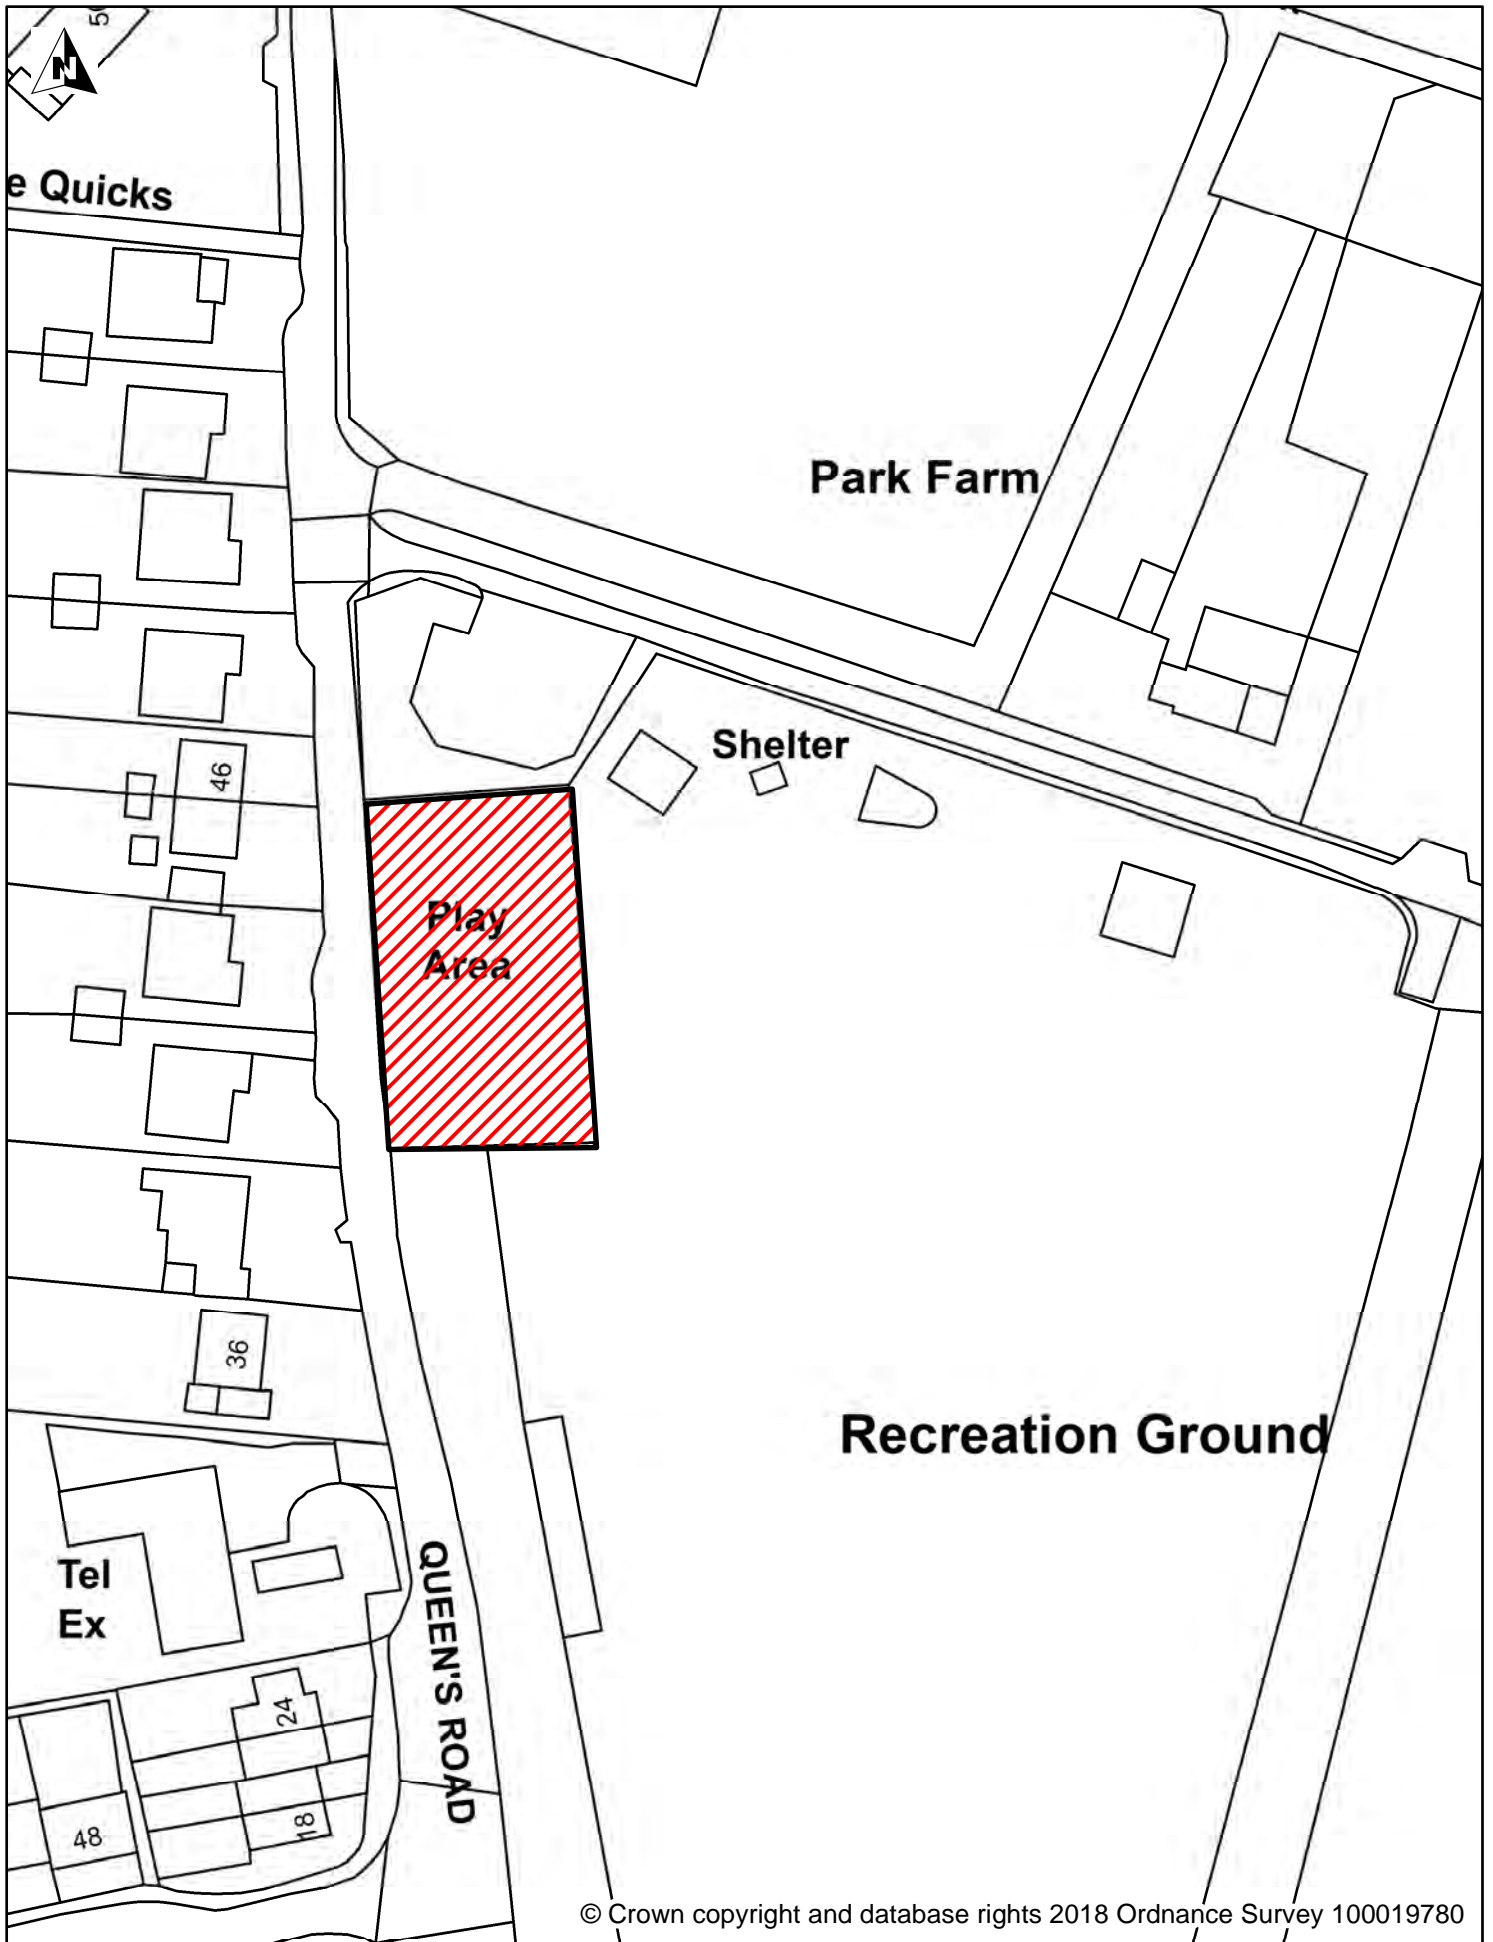 N
e Quicks
Park Farm
Shelter
46
Play
Area
36
Recreation Ground
Tel
Ex
QUEEN'S ROAD
24
18
48
© Crown copyright and database rights 2018 Ordnance Survey 100019780